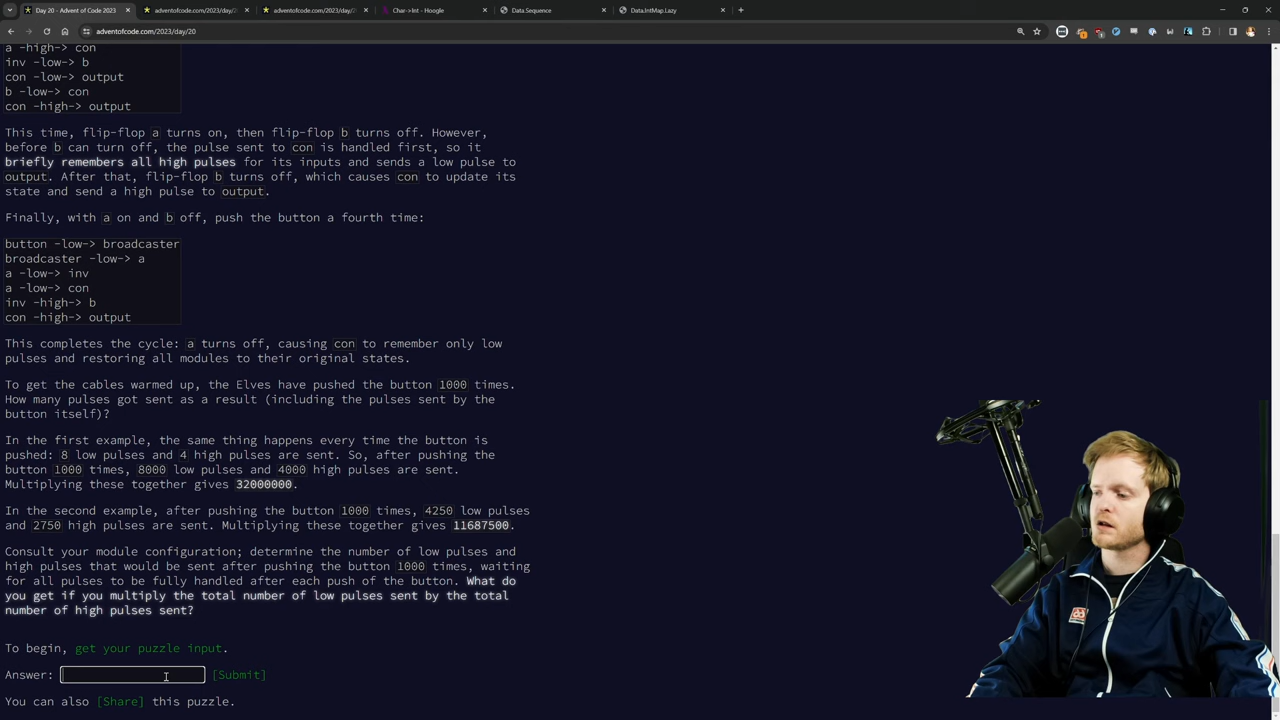 Day 20 - Advent of Code 2023
adventofcode.com/2023/day/2
adventofcode.com/2023/day/
Char->Int - Hoogle
Data.Sequence
Data.IntMap.Lazy
adventofcode.com/2023/day/20
a -high-> con
inv -low-> b
con -low-> output
b -low-> con
con -high-> output
This time, flip-flop a turns on, then flip-flop b turns off. However,
before b can turn off, the pulse sent to con is handled first, so it
briefly remembers all high pulses for its inputs and sends a low pulse to
output. After that, flip-flop b turns off, which causes con to update its
state and send a high pulse to output.
Finally, with a on and b off, push the button a fourth time:
button -low-> broadcaster
broadcaster -low-> a
a -low-> inv
a -low-> con
inv -high-> b
con -high-> output
This completes the cycle: a turns off, causing con to remember only low
pulses and restoring all modules to their original states.
To get the cables warmed up, the Elves have pushed the button 1000 times.
How many pulses got sent as a result (including the pulses sent by the
button itself)?
In the first example, the same thing happens every time the button is
pushed: 8 low pulses and 4 high pulses are sent. So, after pushing the
button 1000 times, 8000 low pulses and 4000 high pulses are sent.
Multiplying these together gives 32000000.
In the second example, after pushing the button 1000 times, 4250 low pulses
and 2750 high pulses are sent. Multiplying these together gives 11687500.
Consult your module configuration; determine the number of low pulses and
high pulses that would be sent after pushing the button 1000 times, waiting
for all pulses to be fully handled after each push of the button. What do
you get if you multiply the total number of low pulses sent by the total
number of high pulses sent?
To begin, get your puzzle input.
Answer: [Submit]
You can also [Share] this puzzle.